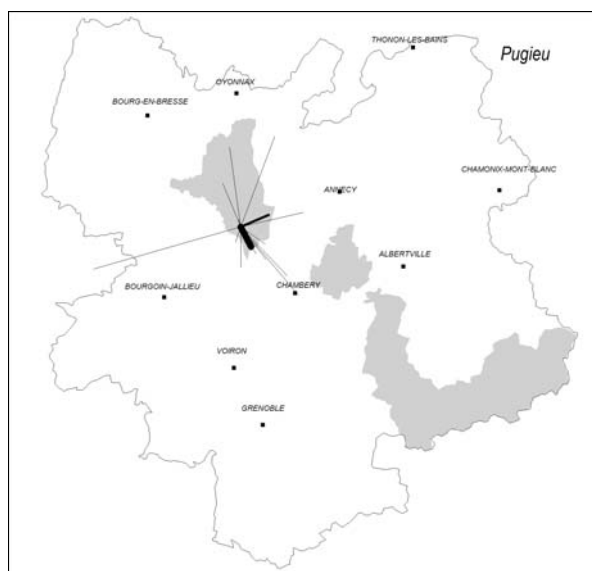 THONON-LES-BAINS
Pugieu
OYONNAX
BOURG-EN-BRESSE
ANNECY
CHAMONIX-MONT-BLANC
ALBERTVILLE
CHAMBERY
BOURGOIN-JALLIEU
VOIRON
GRENOBLE